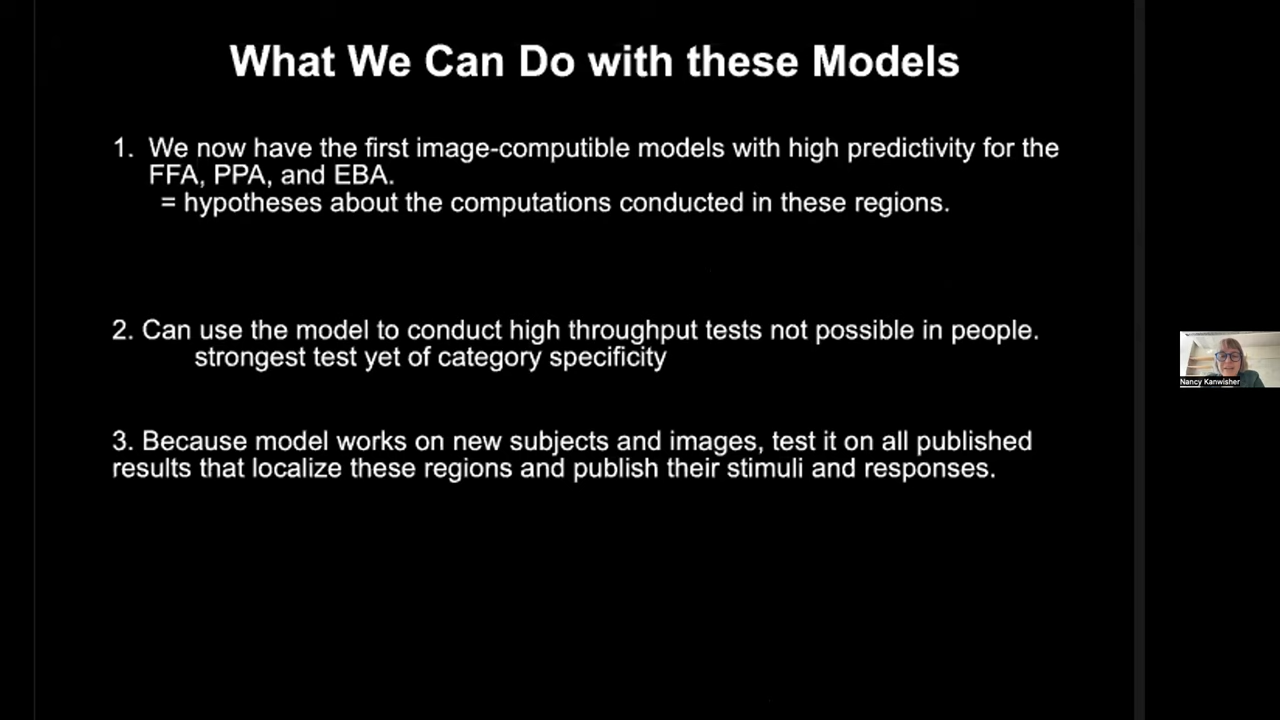 What We Can Do with these Models
1. We now have the first image-computible models with high predictivity for the
FFA, PPA, and EBA.
= hypotheses about the computations conducted in these regions.
2. Can use the model to conduct high throughput tests not possible in people.
strongest test yet of category specificity
3. Because model works on new subjects and images, test it on all published
results that localize these regions and publish their stimuli and responses.
Nancy Kanwisher